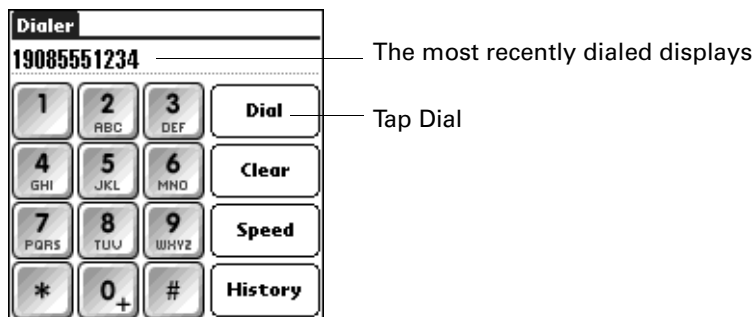 Dialer
19085551234
The most recently dialed displays
1
2 ABC
3 DEF
Dial
Tap Dial
4 GHI
5 JKL
6 MNO
Clear
7 PQRS
8 TUV
9 WXYZ
Speed
*
0 +
#
History